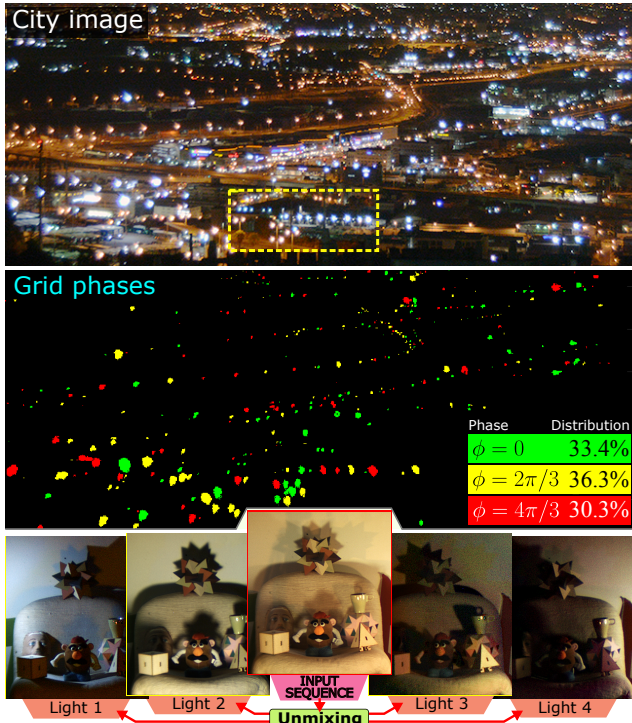 City image
Grid phases
Phase Distribution
ϕ = 0 33.4%
ϕ = 2π/3 36.3%
ϕ = 4π/3 30.3%
INPUT
SEQUENCE
Light 1 Light 2 Light 3 Light 4
Unmixing